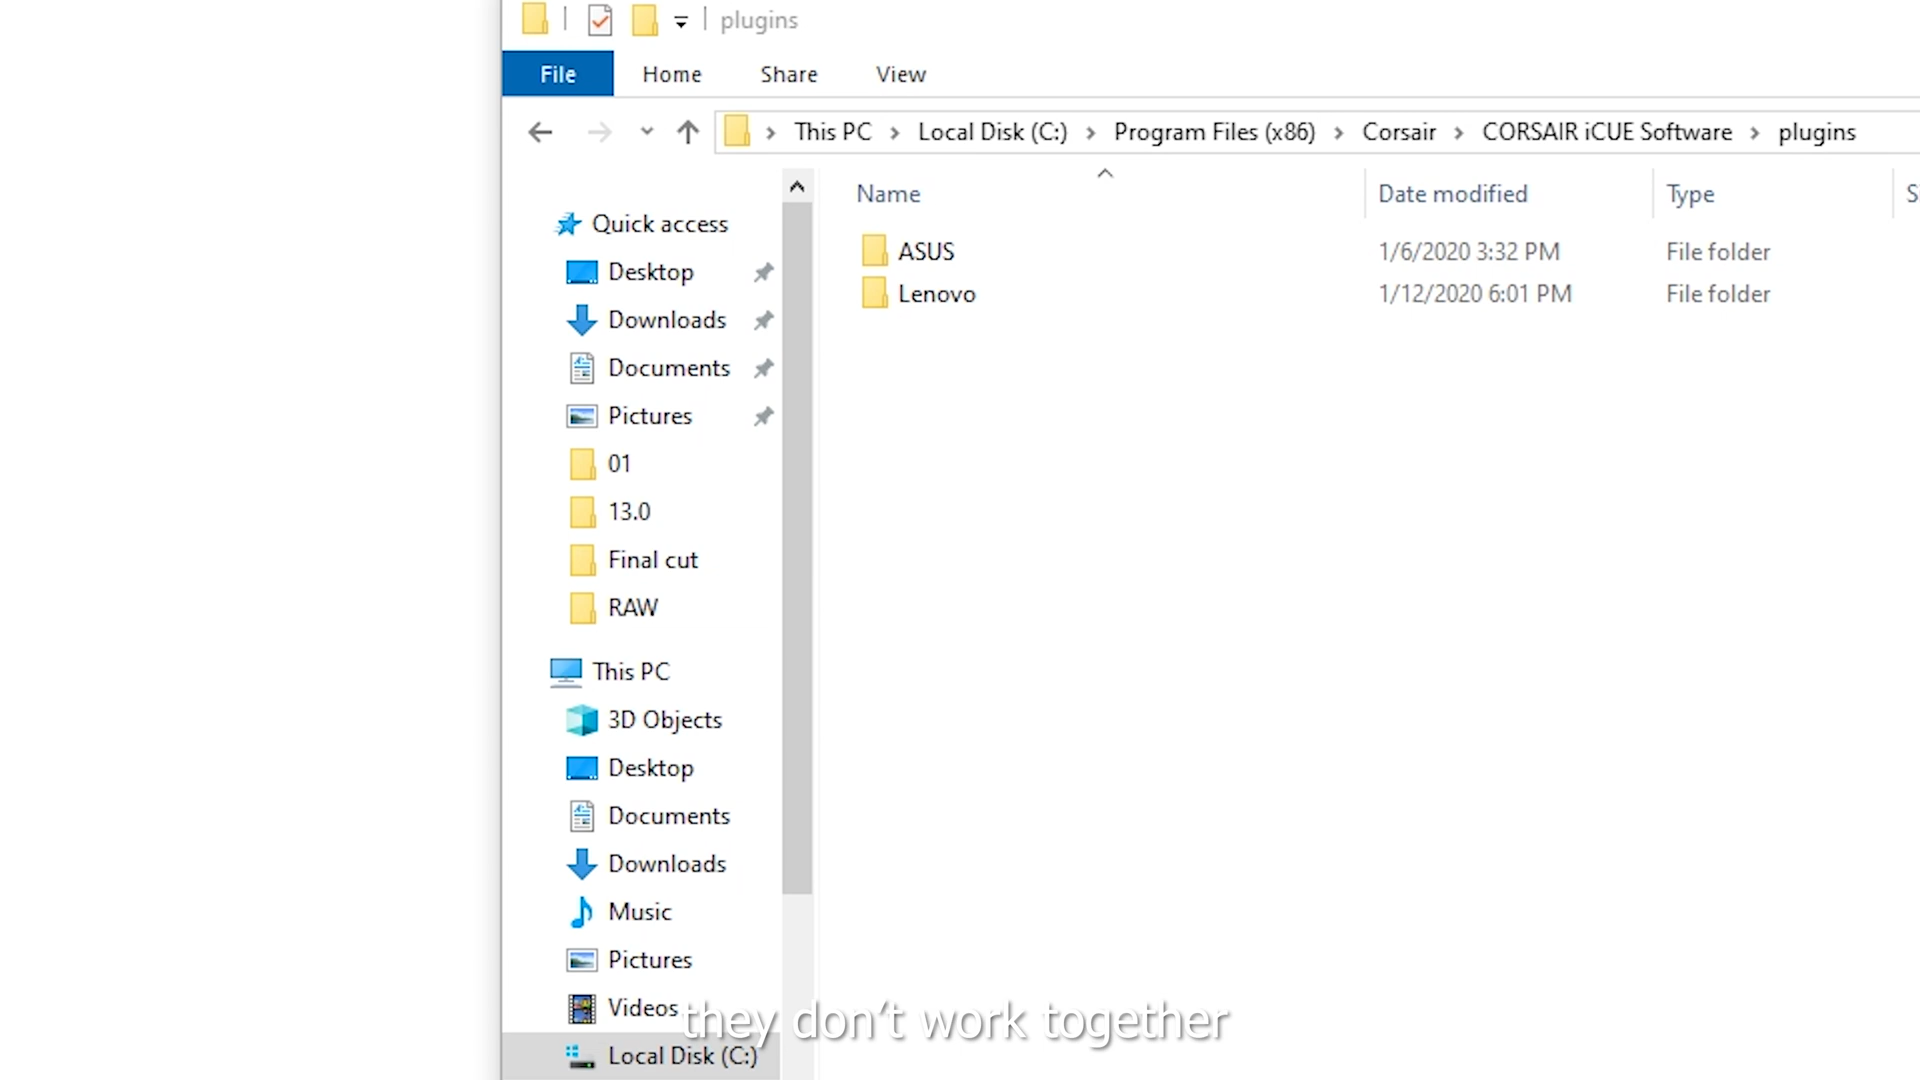 plugins
File Home Share View
This PC Local Disk (C:) Program Files (x86) Corsair CORSAIR iCUE Software plugins
Name Date modified Type
ASUS 1/6/2020 3:32 PM File folder
Lenovo 1/12/2020 6:01 PM File folder
Quick access
Desktop
Downloads
Documents
Pictures
01
13.0
Final cut
RAW
This PC
3D Objects
Desktop
Documents
Downloads
Music
Pictures
Videos
they don't work together
Local Disk (C:)